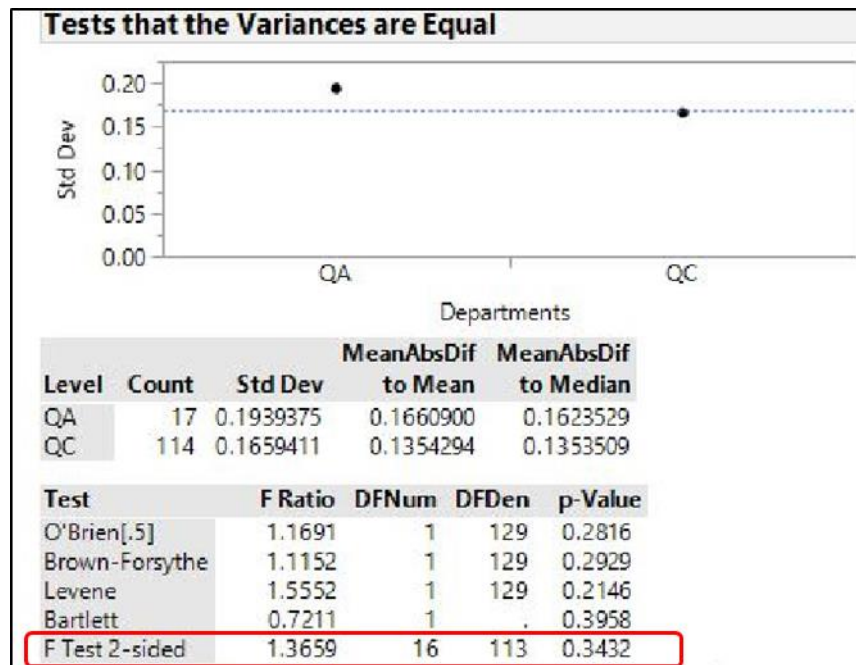 Tests that the Variances are Equal
0.20
0.15
0.10
0.05
0.00
Std Dev
QA QC
Departments
MeanAbsDif MeanAbsDif
Level Count Std Dev to Mean to Median
QA 17 0.1939375 0.1660900 0.1623529
QC 114 0.1659411 0.1354294 0.1353509
Test F Ratio DFNum DFDen p-Value
O'Brien[.5] 1.1691 1 129 0.2816
Brown-Forsythe 1.1152 1 129 0.2929
Levene 1.5552 1 129 0.2146
Bartlett 0.7211 1 . 0.3958
F Test 2-sided 1.3659 16 113 0.3432